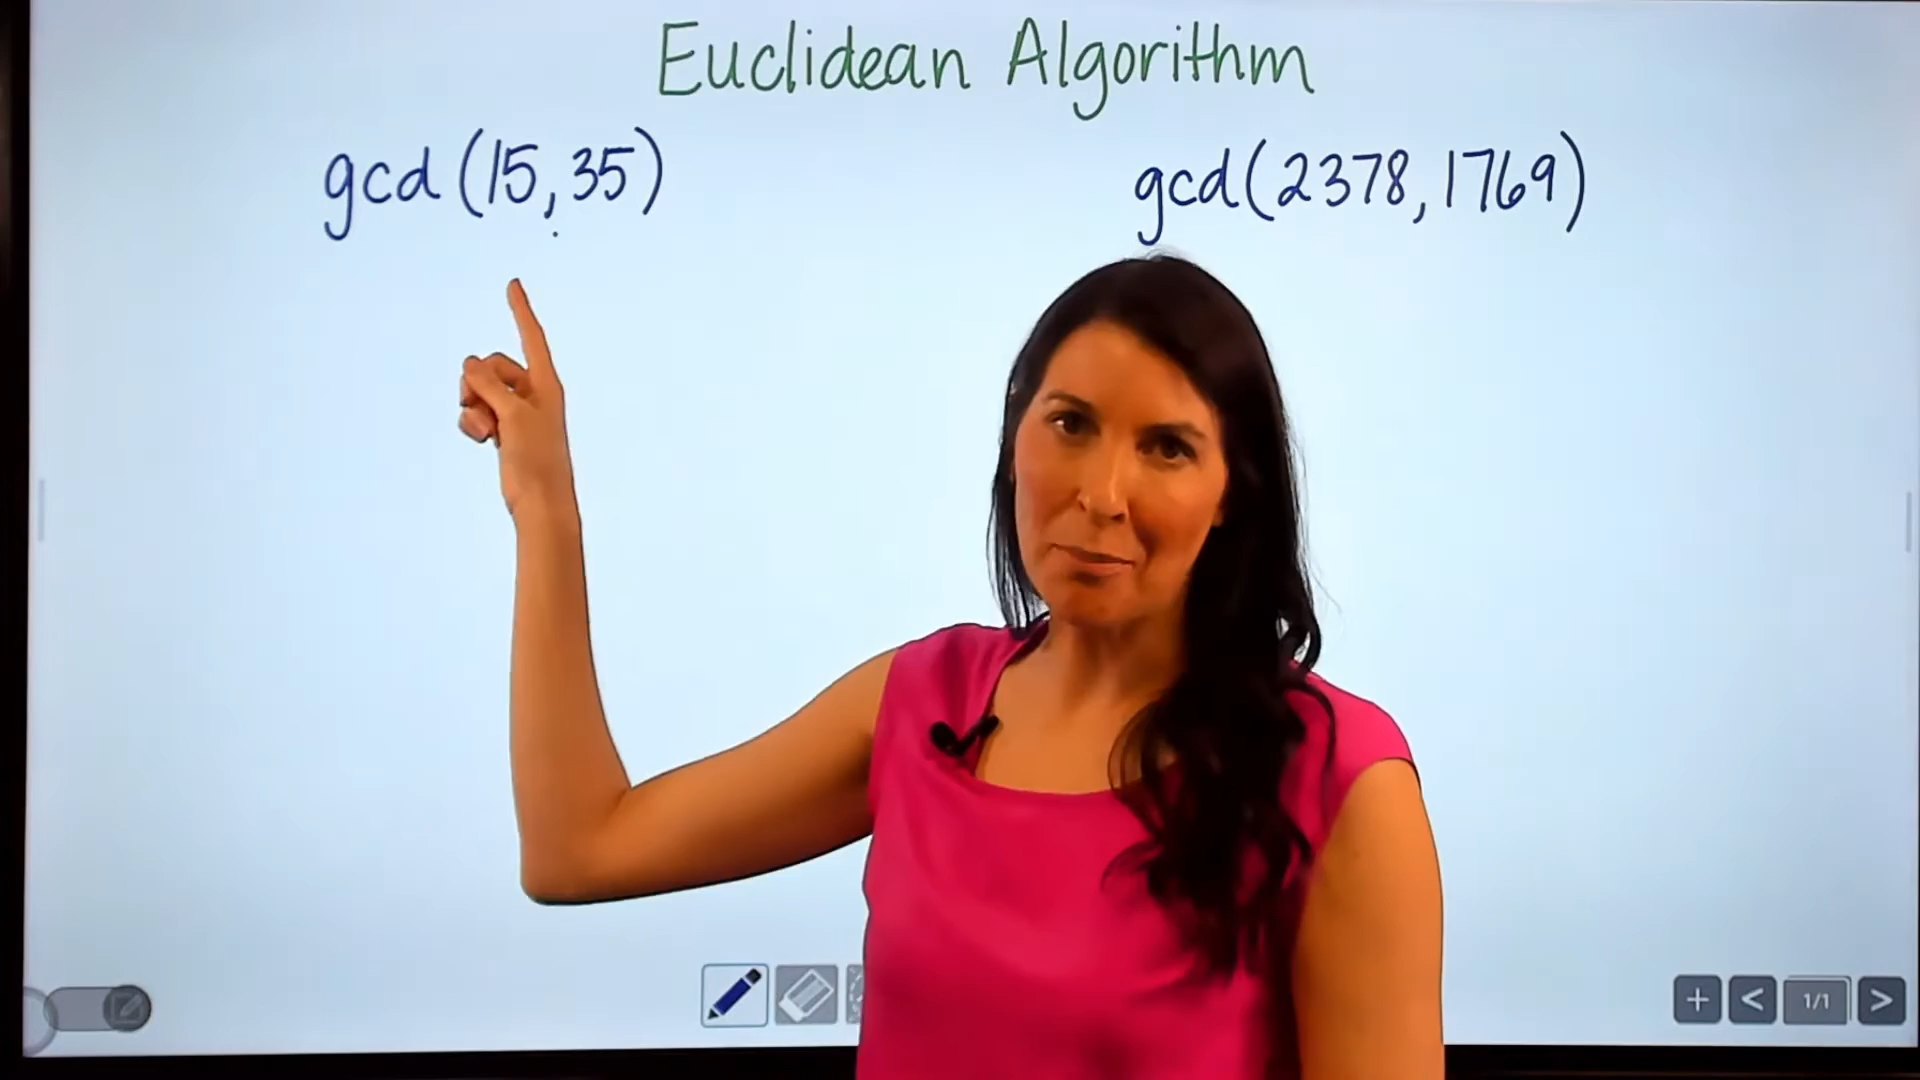 Euclidean Algorithm
gcd(15,35)
gcd(2378,1769)
+ < 1/1 >